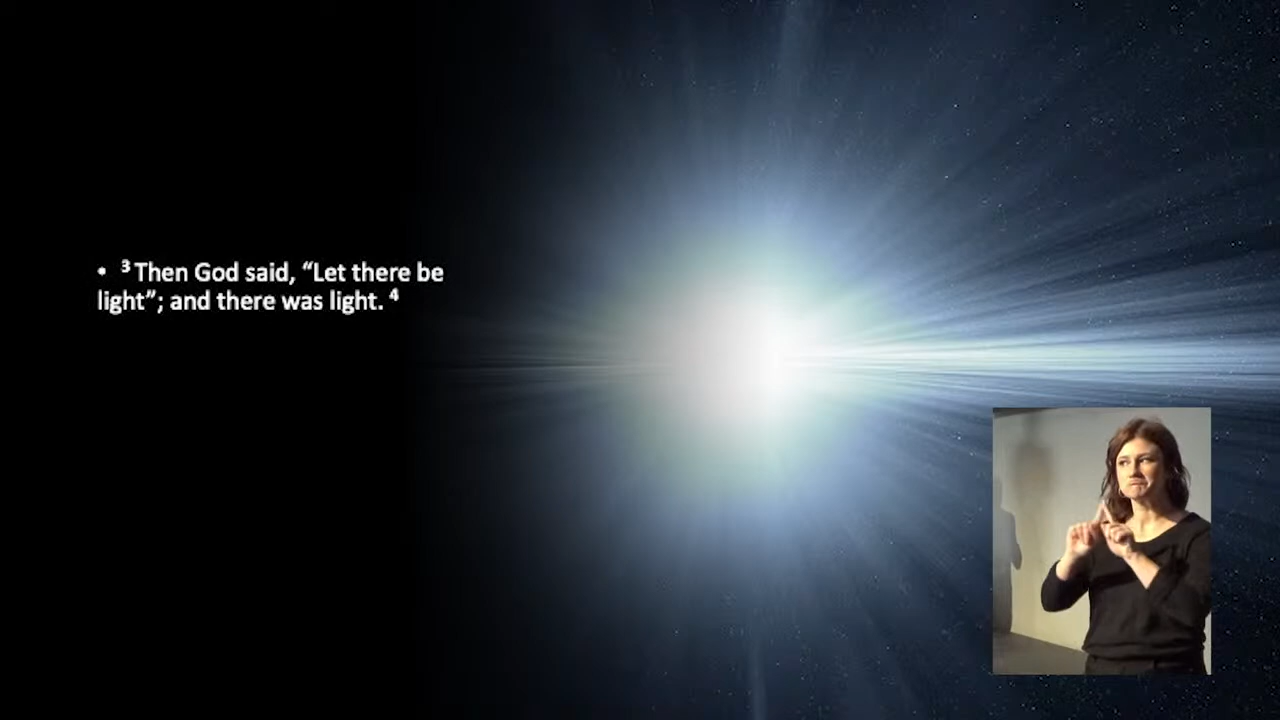 • ³ Then God said, “Let there be
light”; and there was light. ⁴